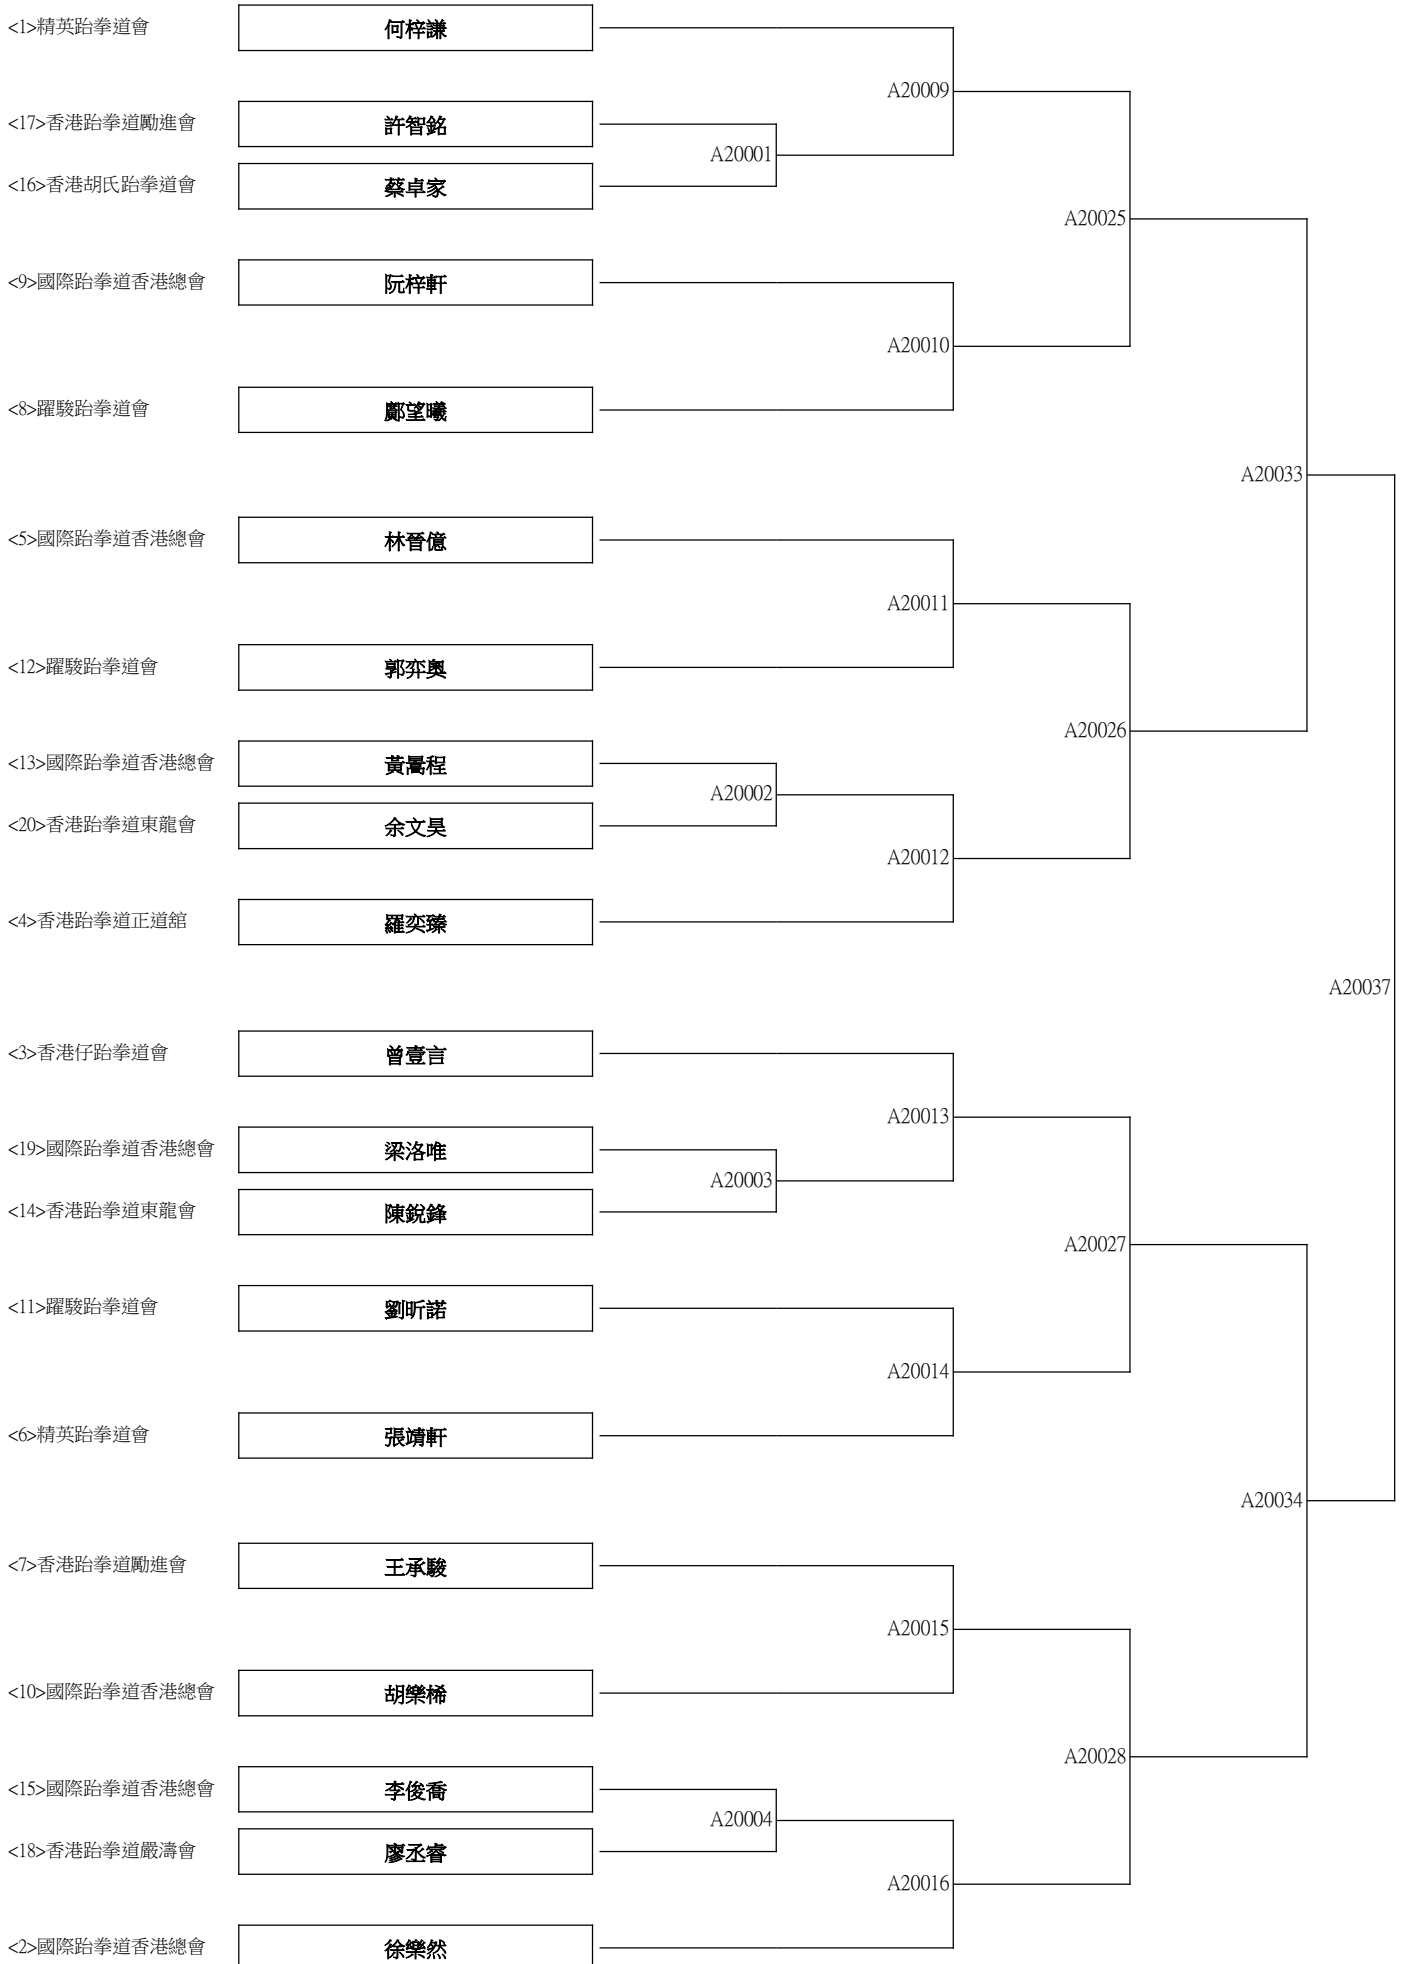 <1>精英跆拳道會 何梓謙
A20009
<17>香港跆拳道勵進會 許智銘
A20001
<16>香港胡氏跆拳道會 蔡卓家
A20025
<9>國際跆拳道香港總會 阮梓軒
A20010
<8>躍駿跆拳道會 鄺望曦
A20033
<5>國際跆拳道香港總會 林晉億
A20011
<12>躍駿跆拳道會 郭弈奧
A20026
<13>國際跆拳道香港總會 黃暠程
A20002
<20>香港跆拳道東龍會 余文昊
A20012
<4>香港跆拳道正道舘 羅奕臻
A20037
<3>香港仔跆拳道會 曾壹言
A20013
<19>國際跆拳道香港總會 梁洛唯
A20003
<14>香港跆拳道東龍會 陳銳鋒
A20027
<11>躍駿跆拳道會 劉昕諾
A20014
<6>精英跆拳道會 張靖軒
A20034
<7>香港跆拳道勵進會 王承駿
A20015
<10>國際跆拳道香港總會 胡樂桸
A20028
<15>國際跆拳道香港總會 李俊喬
A20004
<18>香港跆拳道嚴濤會 廖丞睿
A20016
<2>國際跆拳道香港總會 徐樂然